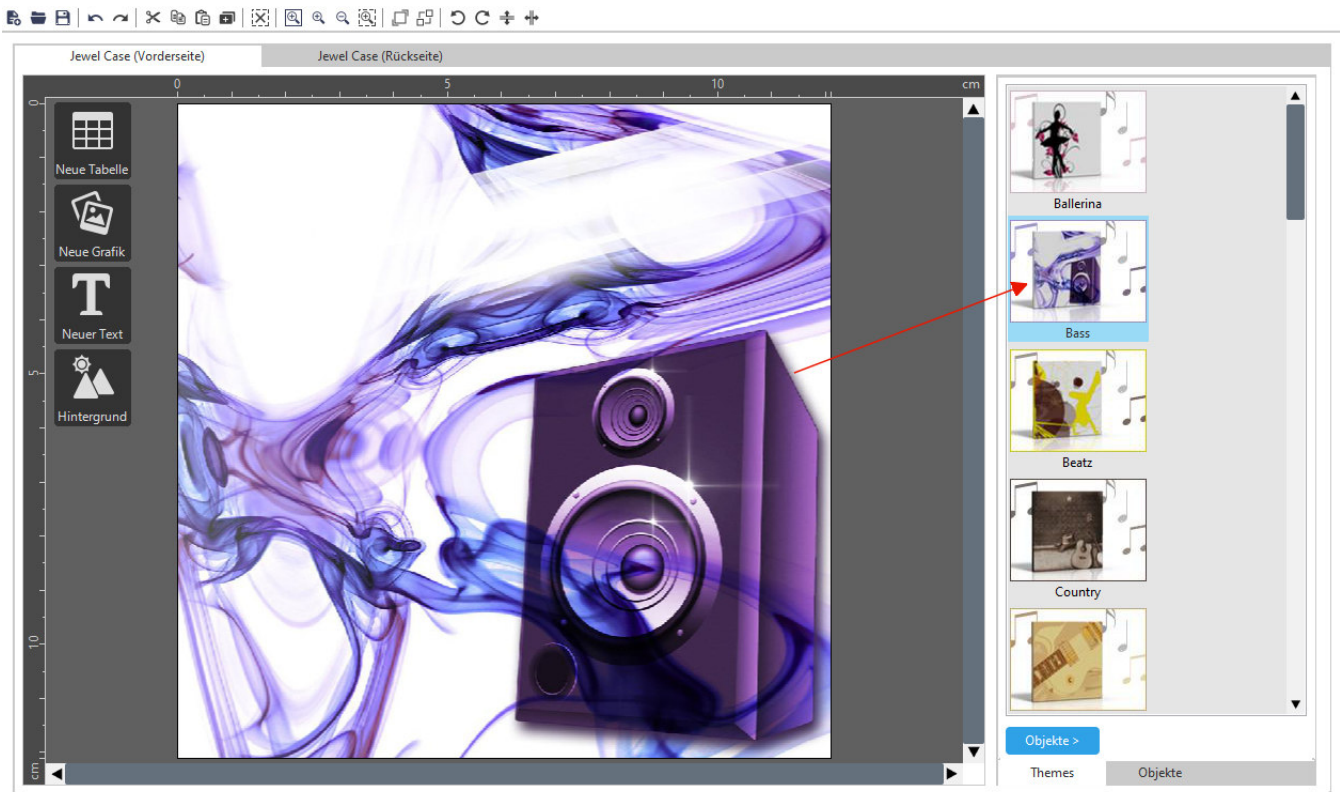 Jewel Case (Vorderseite) Jewel Case (Rückseite)
0 5 10 cm
0
5
10
cm
Neue Tabelle
Neue Grafik
T
Neuer Text
Hintergrund
Ballerina
Bass
Beatz
Country
Objekte >
Themes Objekte